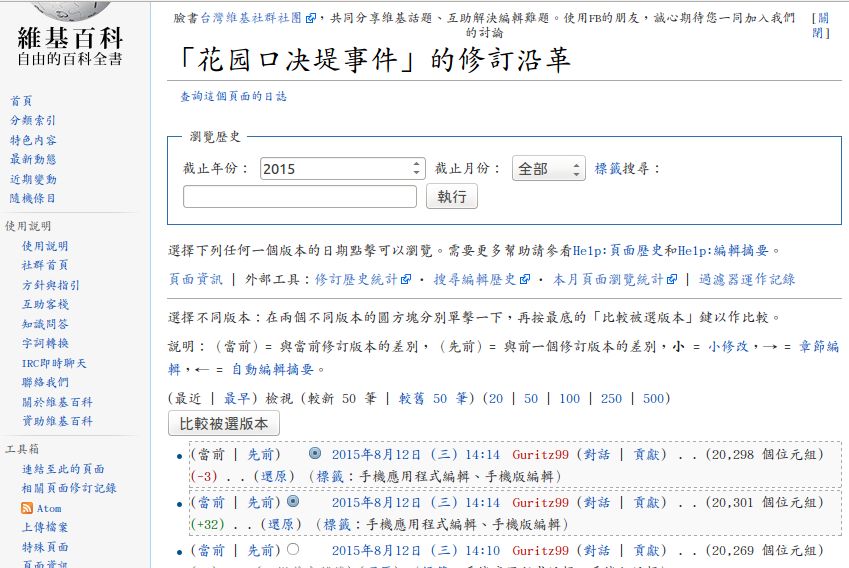 維基百科
自由的百科全書
首頁
分類索引
特色內容
最新動態
近期變動
隨機條目
使用說明
使用說明
社群首頁
方針與指引
互助客棧
知識問答
字詞轉換
IRC即時聊天
聯絡我們
關於維基百科
資助維基百科
工具箱
連結至此的頁面
相關頁面修訂記錄
Atom
上傳檔案
特殊頁面
頁面資訊
臉書台灣維基社群社團，共同分享維基話題、互助解決編輯難題。使用FB的朋友，誠心期待您一同加入我們的討論
[關閉]
「花园口决堤事件」的修訂沿革
查詢這個頁面的日誌
瀏覽歷史
截止年份： 2015 截止月份： 全部 標籤搜尋：
執行
選擇下列任何一個版本的日期點擊可以瀏覽。需要更多幫助請參看Help:頁面歷史和Help:編輯摘要。
頁面資訊 | 外部工具：修訂歷史統計 · 搜尋編輯歷史 · 本月頁面瀏覽統計 | 過濾器運作記錄
選擇不同版本：在兩個不同版本的圓方塊分別單擊一下，再按最底的「比較被選版本」鍵以作比較。
說明：（當前）= 與當前修訂版本的差別，（先前）= 與前一個修訂版本的差別，小 = 小修改，→ = 章節編
輯，← = 自動編輯摘要。
(最近 | 最早) 檢視 (較新 50 筆 | 較舊 50 筆) (20 | 50 | 100 | 250 | 500)
比較被選版本
(當前 | 先前) 2015年8月12日 (三) 14:14 Guritz99 (對話 | 貢獻) . . (20,298 個位元組)
(-3) . . (還原) (標籤：手機應用程式編輯、手機版編輯)
(當前 | 先前) 2015年8月12日 (三) 14:14 Guritz99 (對話 | 貢獻) . . (20,301 個位元組)
(+32) . . (還原) (標籤：手機應用程式編輯、手機版編輯)
(當前 | 先前) 2015年8月12日 (三) 14:10 Guritz99 (對話 | 貢獻) . . (20,269 個位元組)